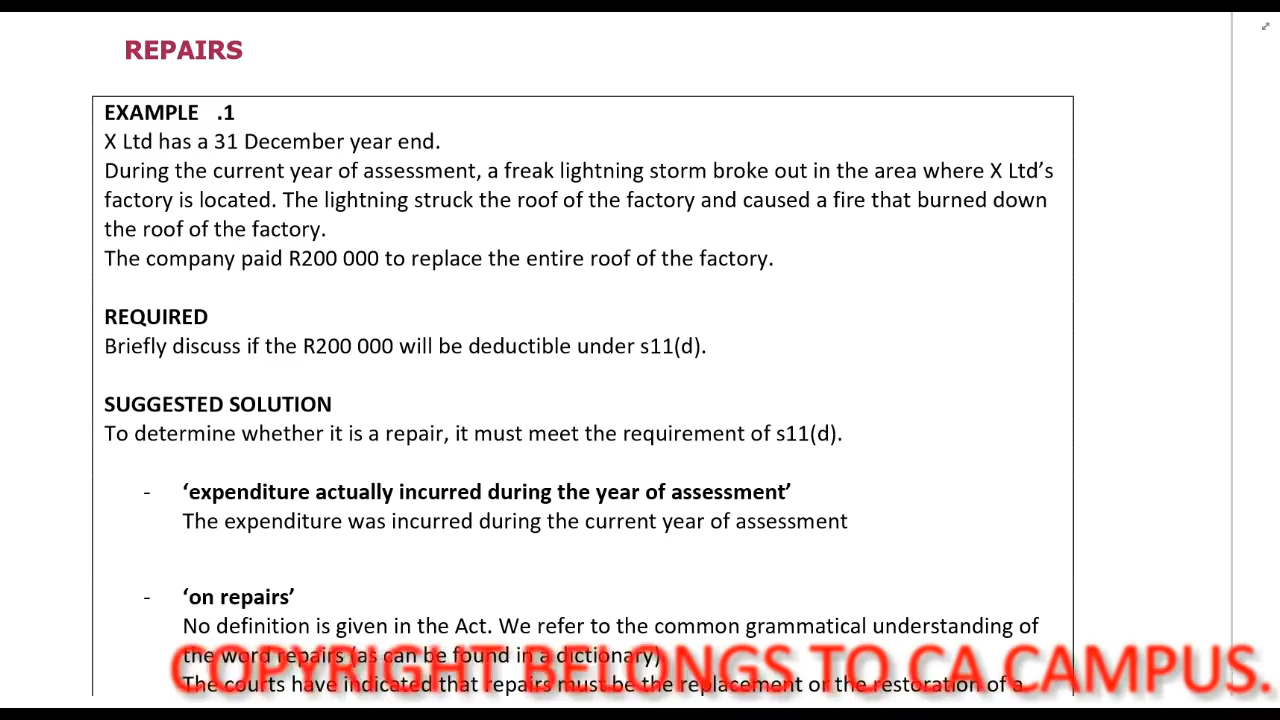 REPAIRS
EXAMPLE .1
X Ltd has a 31 December year end.
During the current year of assessment, a freak lightning storm broke out in the area where X Ltd’s
factory is located. The lightning struck the roof of the factory and caused a fire that burned down
the roof of the factory.
The company paid R200 000 to replace the entire roof of the factory.
REQUIRED
Briefly discuss if the R200 000 will be deductible under s11(d).
SUGGESTED SOLUTION
To determine whether it is a repair, it must meet the requirement of s11(d).
- ‘expenditure actually incurred during the year of assessment’
The expenditure was incurred during the current year of assessment
- ‘on repairs’
No definition is given in the Act. We refer to the common grammatical understanding of
the word repairs (as can be found in a dictionary)
COPYRIGHT BELONGS TO CA CAMPUS.
The courts have indicated that repairs must be the replacement or the restoration of a